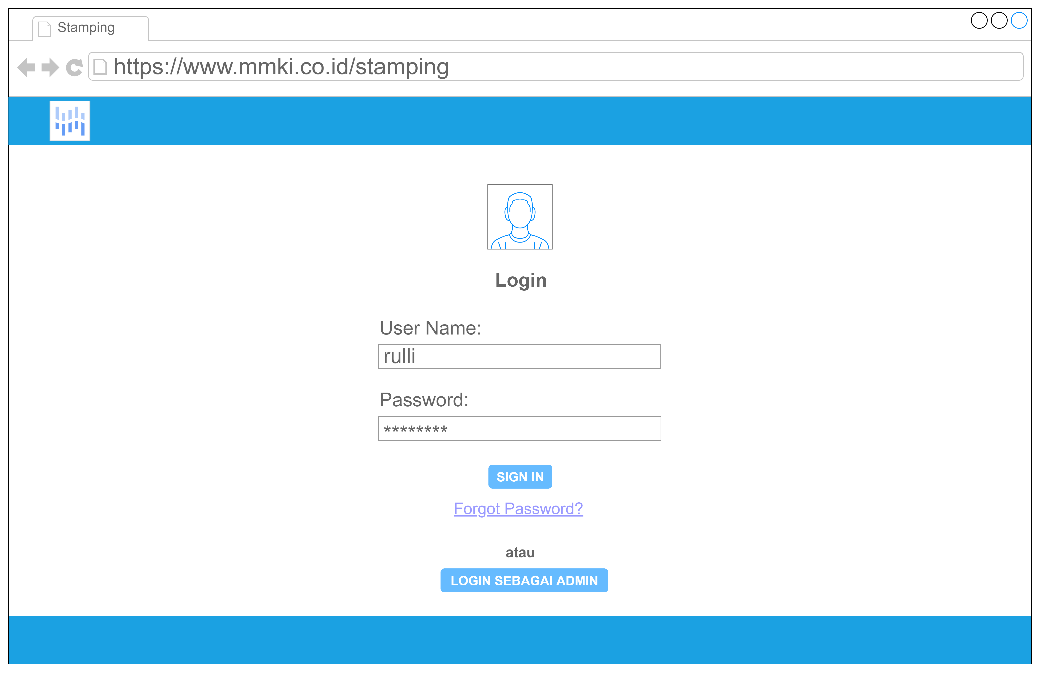 Stamping
https://www.mmki.co.id/stamping
Login
User Name:
rulli
Password:
********
SIGN IN
Forgot Password?
atau
LOGIN SEBAGAI ADMIN